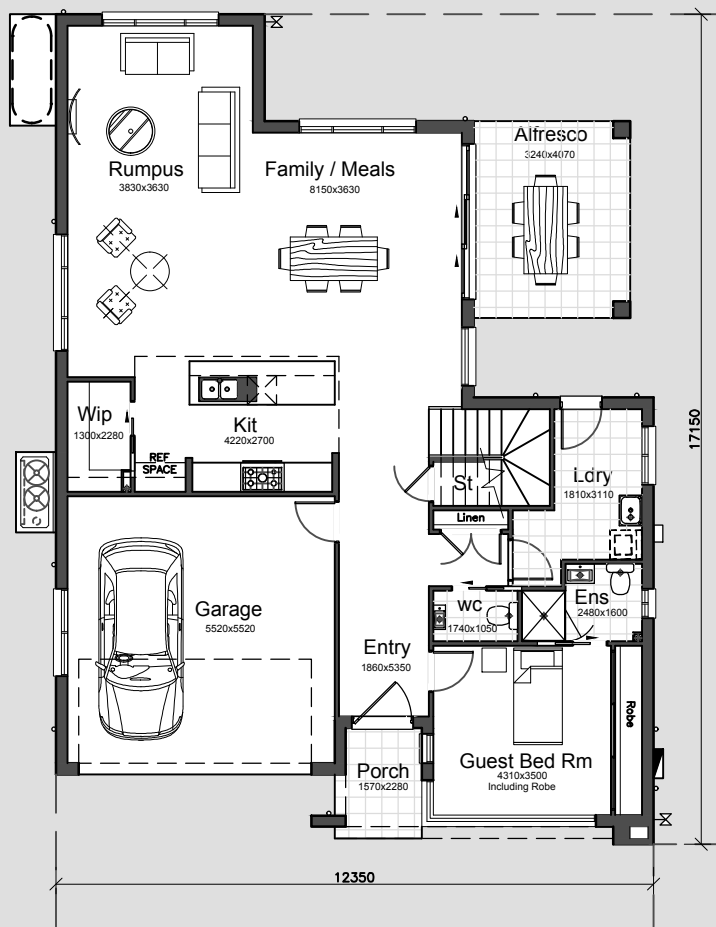 Alfresco
3240x4070
Rumpus
3830x3630
Family / Meals
8150x3630
Wip
1300x2280
Kit
4220x2700
REF
SPACE
St
Ldry
1810x3110
17150
Linen
wc
1740x1050
Ens
2480x1600
Garage
5520x5520
Entry
1860x5350
Robe
Guest Bed Rm
4310x3500
Including Robe
Porch
1570x2280
12350